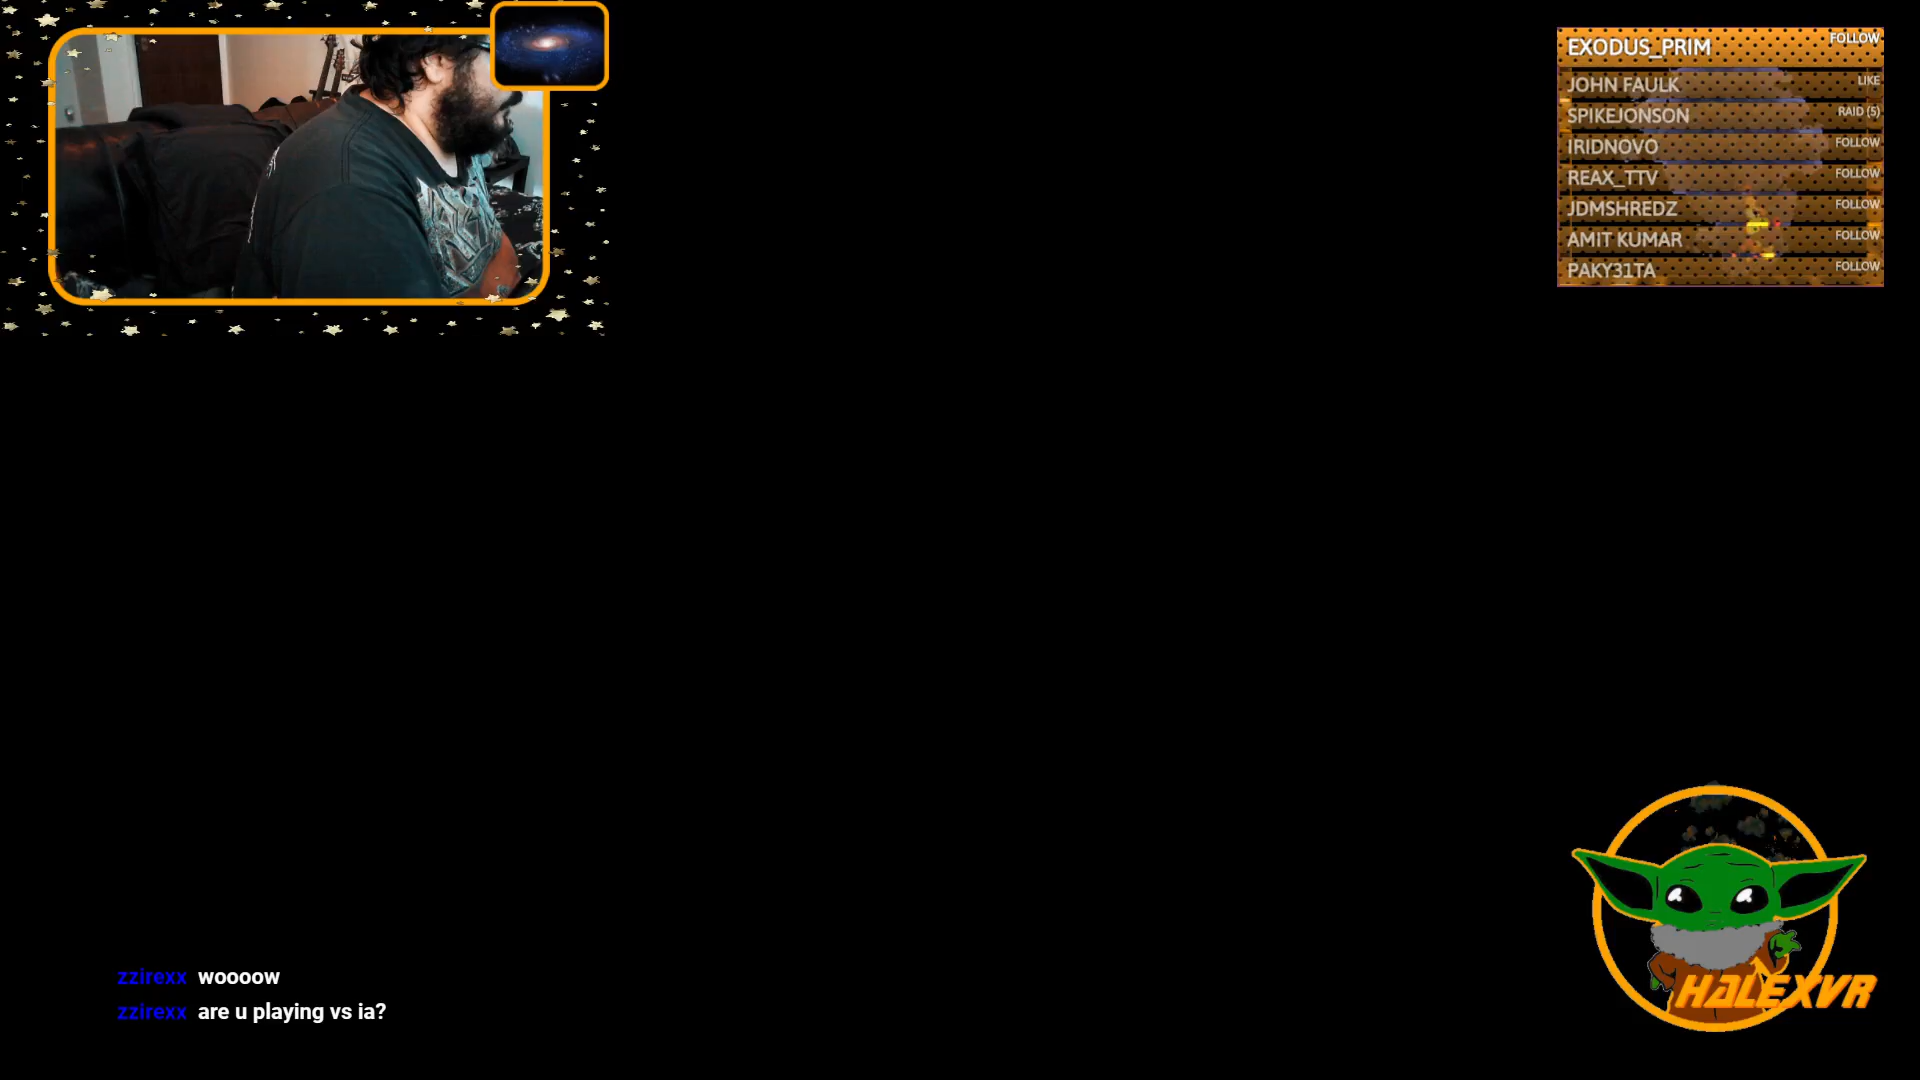 EXODUS_PRIM FOLLOW
JOHN FAULK LIKE
SPIKEJONSON RAID (5)
IRIDNOVO FOLLOW
REAX_TTV FOLLOW
JDMSHREDZ FOLLOW
AMIT KUMAR FOLLOW
PAKY31TA FOLLOW
HALEXVR
zzirexx woooow
zzirexx are u playing vs ia?